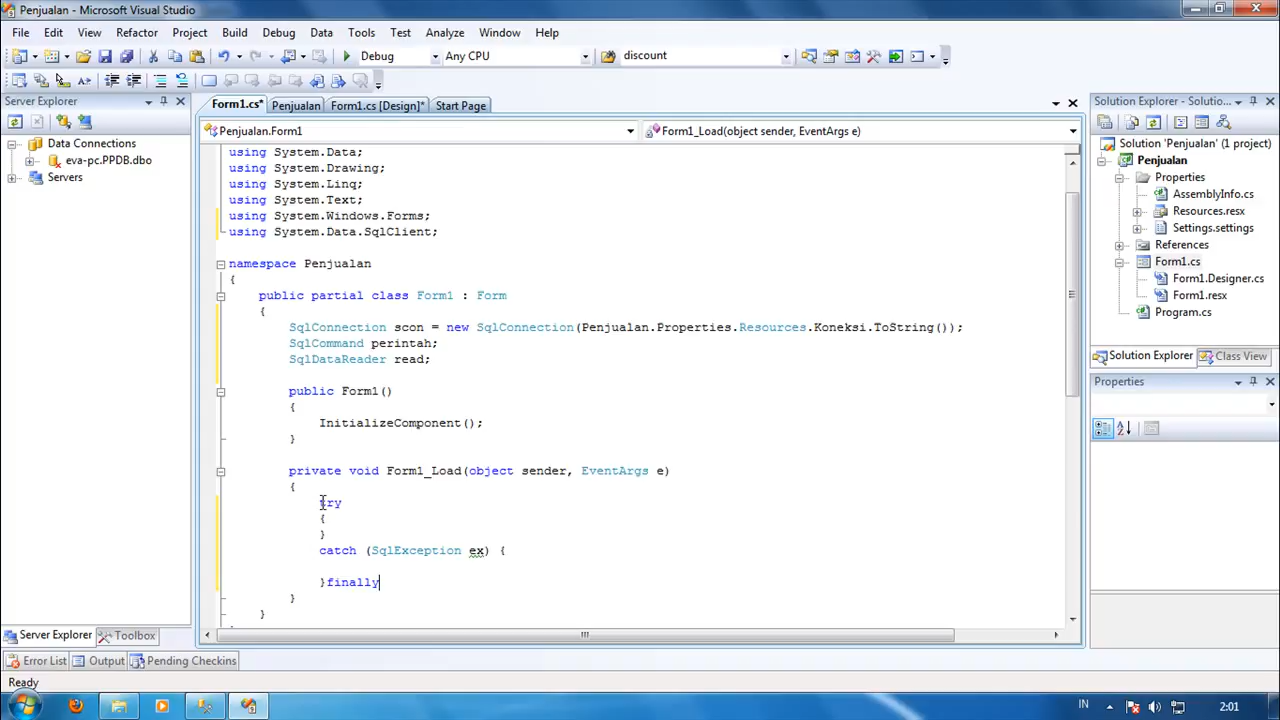 Penjualan - Microsoft Visual Studio
File Edit View Refactor Project Build Debug Data Tools Test Analyze Window Help
Debug Any CPU discount
Server Explorer
Form1.cs* Penjualan Form1.cs [Design]* Start Page
Solution Explorer - Solutio...
Data Connections
eva-pc.PPDB.dbo
Servers
Penjualan.Form1
Form1_Load(object sender, EventArgs e)
using System.Data;
using System.Drawing;
using System.Linq;
using System.Text;
using System.Windows.Forms;
using System.Data.SqlClient;
namespace Penjualan
{
public partial class Form1 : Form
{
SqlConnection scon = new SqlConnection(Penjualan.Properties.Resources.Koneksi.ToString());
SqlCommand perintah;
SqlDataReader read;
public Form1()
{
InitializeComponent();
}
private void Form1_Load(object sender, EventArgs e)
{
try
{
}
catch (SqlException ex) {
}finally
}
}
Solution 'Penjualan' (1 project)
Penjualan
Properties
AssemblyInfo.cs
Resources.resx
Settings.settings
References
Form1.cs
Form1.Designer.cs
Form1.resx
Program.cs
Solution Explorer Class View
Properties
Server Explorer Toolbox
Error List Output Pending Checkins
Ready
IN 2:01